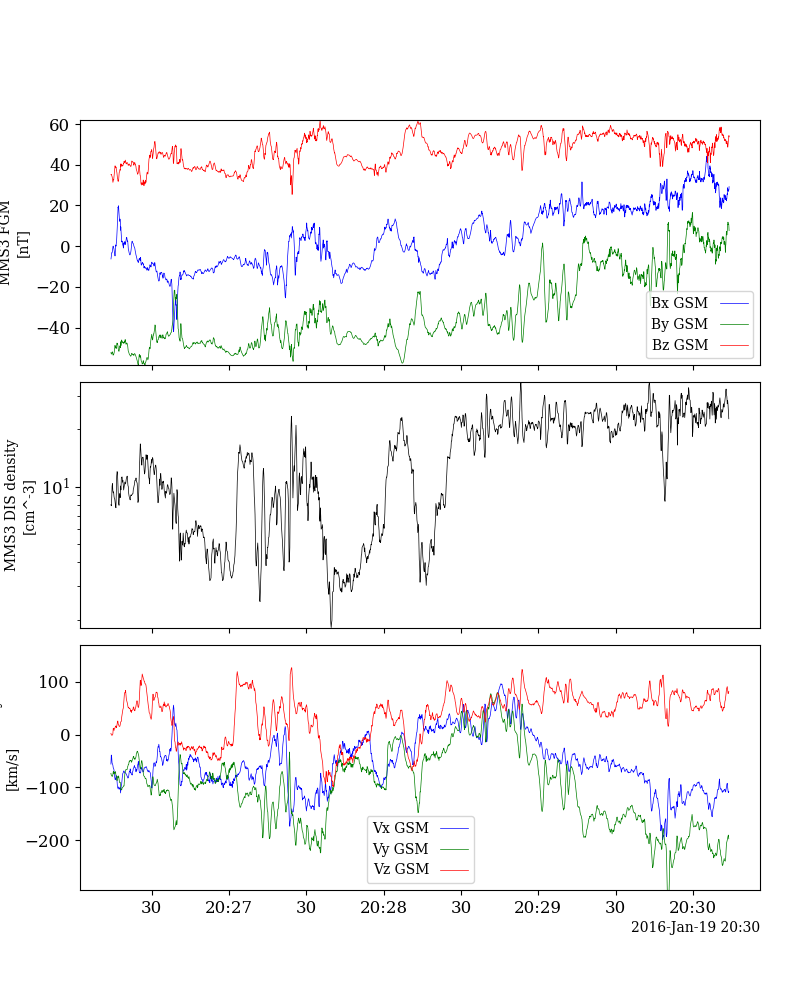 60
40
20
0
−20
−40
MMS3 FGM
[nT]
Bx GSM
By GSM
Bz GSM
10^1
MMS3 DIS density
[cm^-3]
100
0
−100
−200
[km/s]
Vx GSM
Vy GSM
Vz GSM
30 20:27 30 20:28 30 20:29 30 20:30
2016-Jan-19 20:30